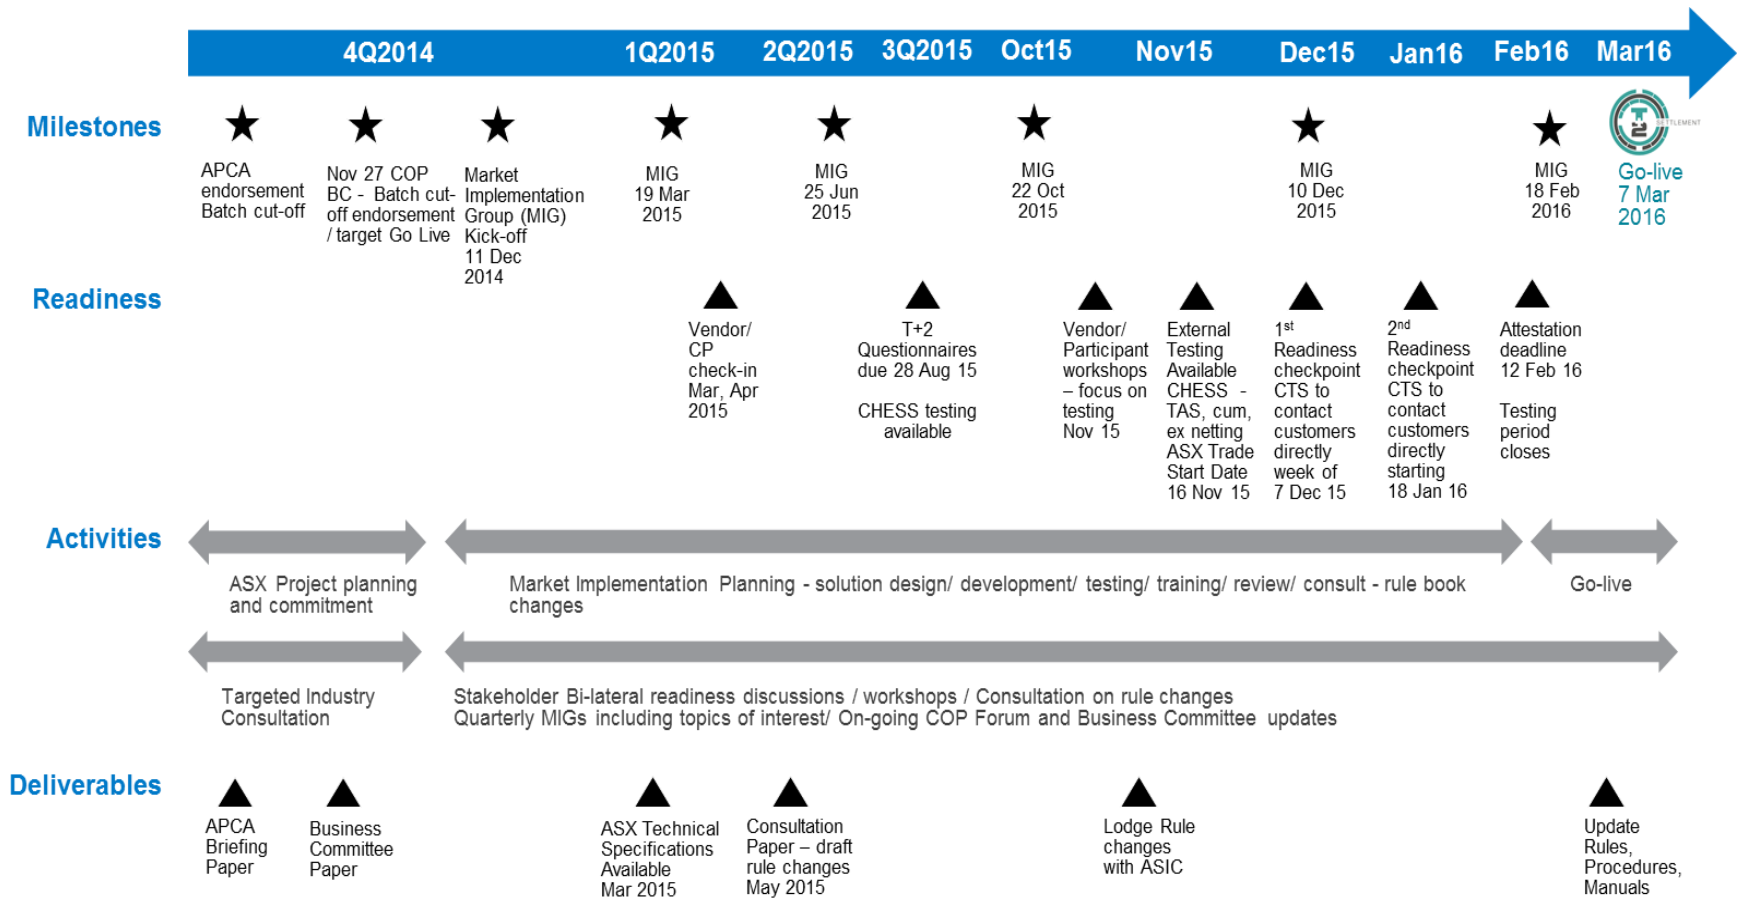 4Q2014
1Q2015
2Q2015
3Q2015
Oct15
Nov15
Dec15
Jan16
Feb16
Mar16
Milestones
APCA
endorsement
Batch cut-off
Nov 27 COP
BC - Batch cut-
off endorsement
/ target Go Live
Market
Implementation
Group (MIG)
Kick-off
11 Dec
2014
MIG
19 Mar
2015
MIG
25 Jun
2015
MIG
22 Oct
2015
MIG
10 Dec
2015
MIG
18 Feb
2016
T+2
SETTLEMENT
Go-live
7 Mar
2016
Readiness
Vendor/
CP
check-in
Mar, Apr
2015
T+2
Questionnaires
due 28 Aug 15
CHESS testing
available
Vendor/
Participant
workshops
– focus on
testing
Nov 15
External
Testing
Available
CHESS -
TAS, cum,
ex netting
ASX Trade
Start Date
16 Nov 15
1st
Readiness
checkpoint
CTS to
contact
customers
directly
week of
7 Dec 15
2nd
Readiness
checkpoint
CTS to
contact
customers
directly
starting
18 Jan 16
Attestation
deadline
12 Feb 16
Testing
period
closes
Activities
ASX Project planning
and commitment
Market Implementation Planning - solution design/ development/ testing/ training/ review/ consult - rule book
changes
Go-live
Targeted Industry
Consultation
Stakeholder Bi-lateral readiness discussions / workshops / Consultation on rule changes
Quarterly MIGs including topics of interest/ On-going COP Forum and Business Committee updates
Deliverables
APCA
Briefing
Paper
Business
Committee
Paper
ASX Technical
Specifications
Available
Mar 2015
Consultation
Paper – draft
rule changes
May 2015
Lodge Rule
changes
with ASIC
Update
Rules,
Procedures,
Manuals